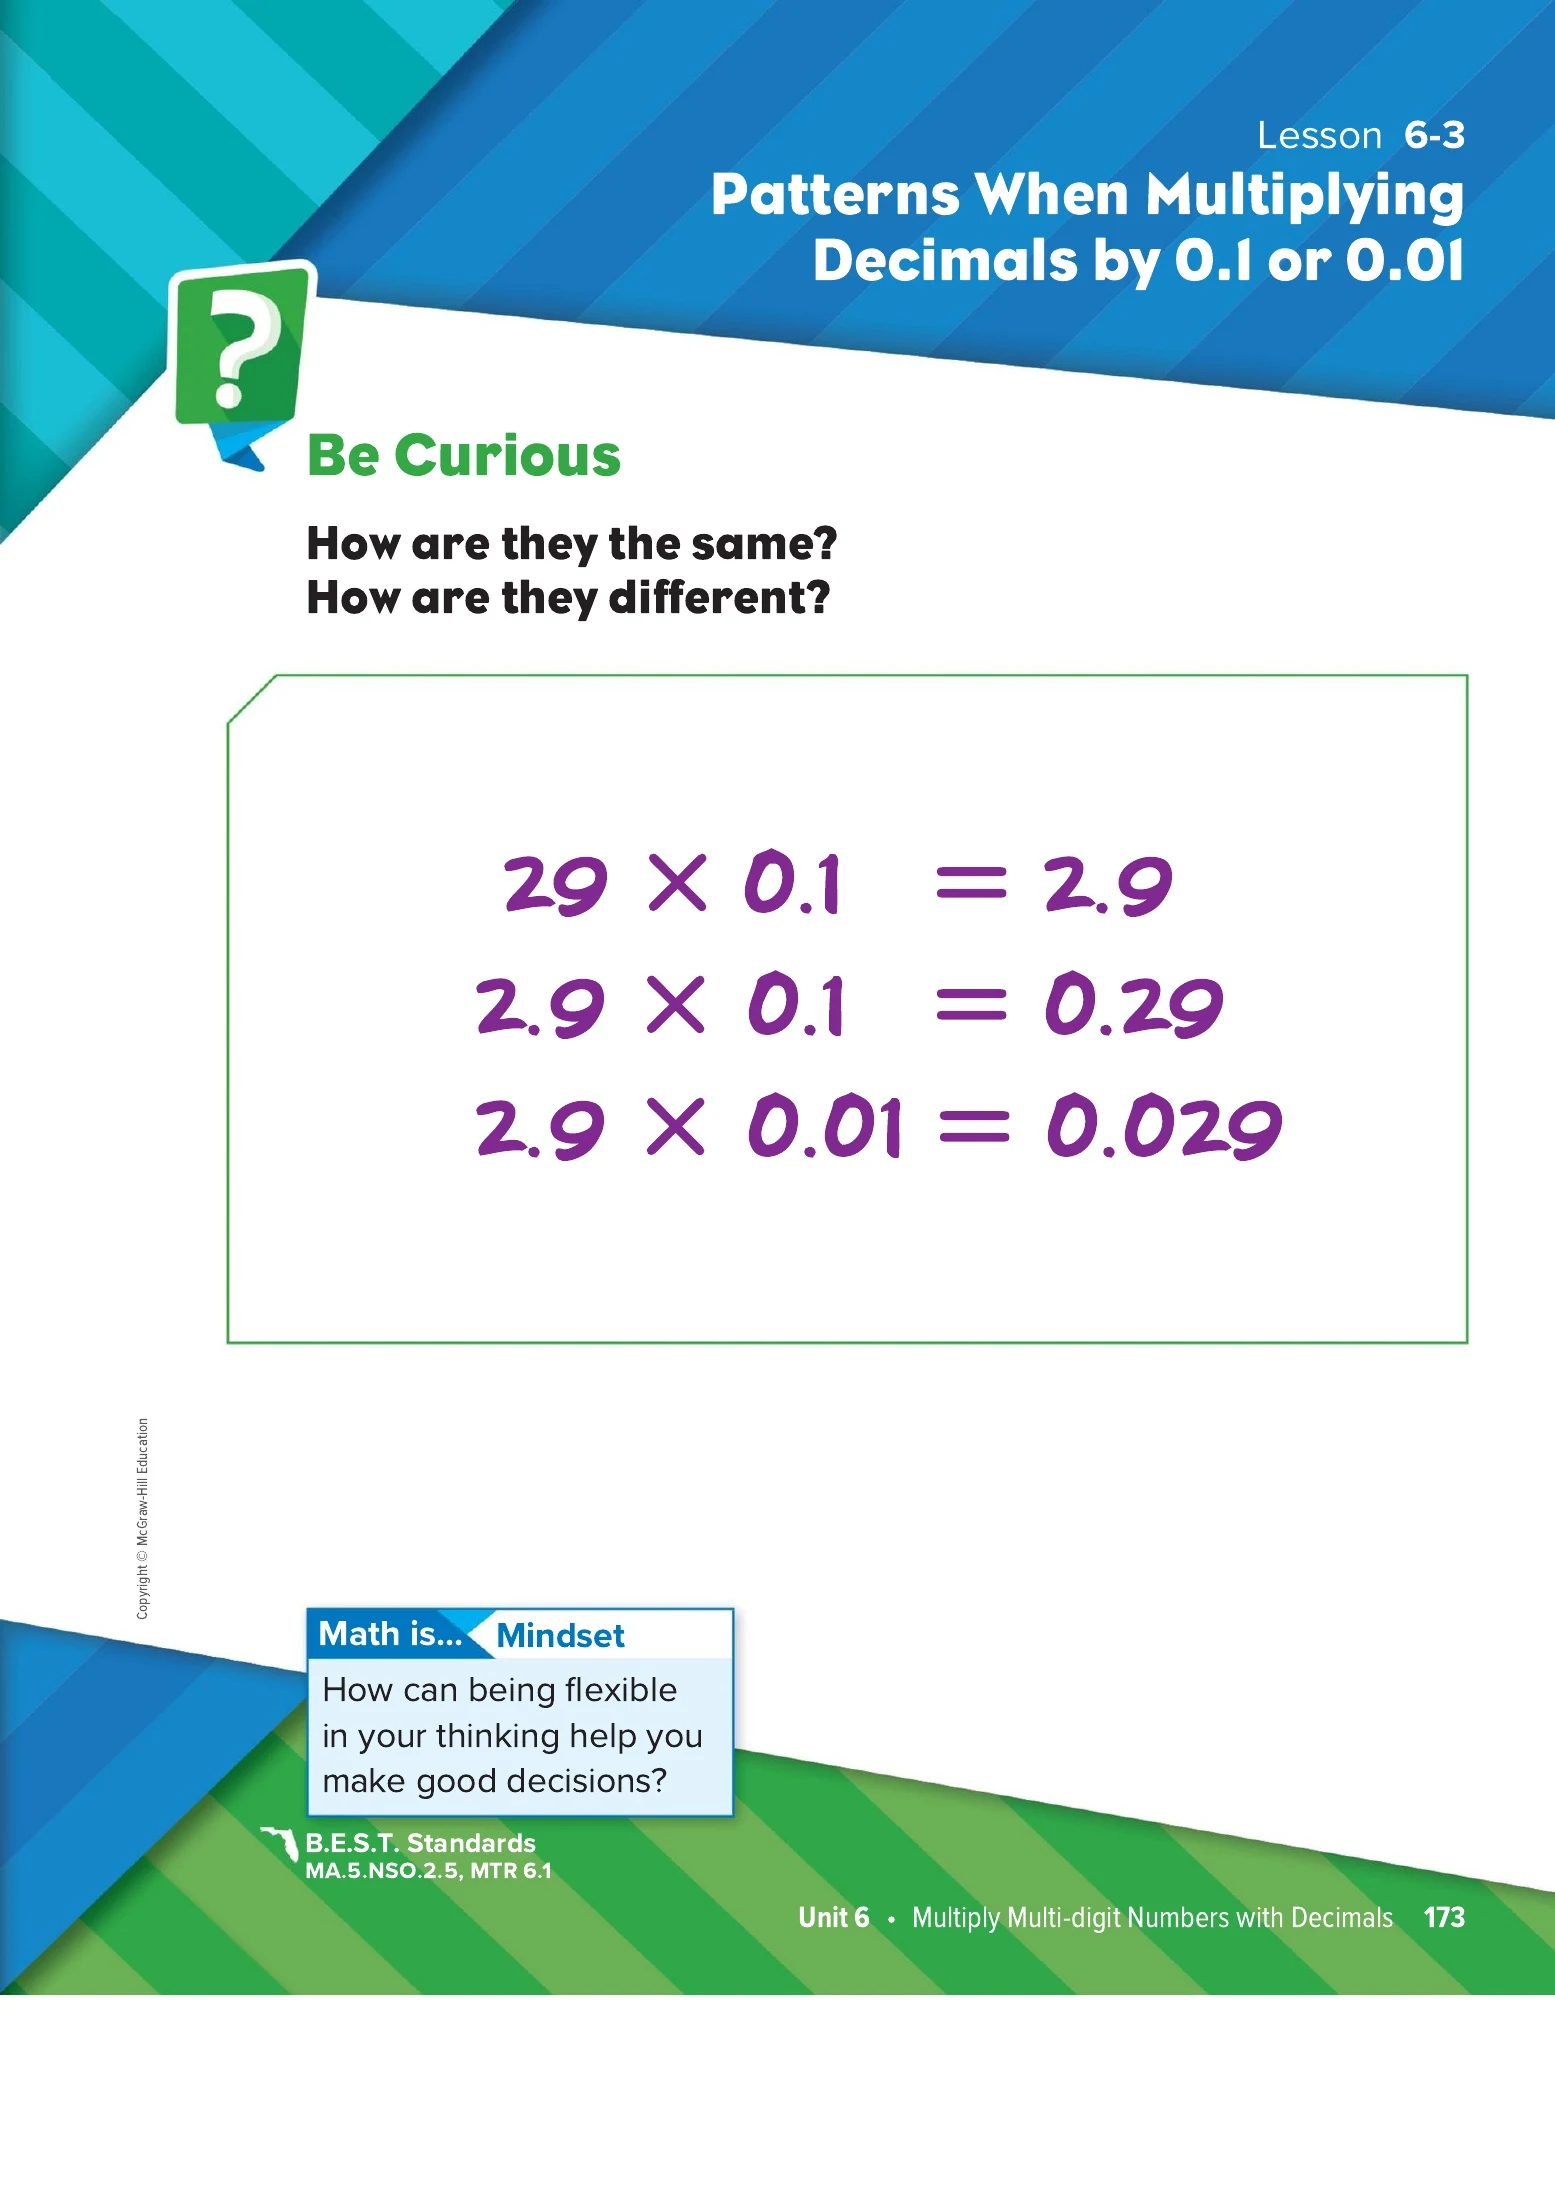 Lesson 6-3
Patterns When Multiplying
Decimals by 0.1 or 0.01
?
Be Curious
How are they the same?
How are they different?
29 × 0.1 = 2.9
2.9 × 0.1 = 0.29
2.9 × 0.01 = 0.029
Copyright © McGraw-Hill Education
Math is... Mindset
How can being flexible
in your thinking help you
make good decisions?
B.E.S.T. Standards
MA.5.NSO.2.5, MTR 6.1
Unit 6 • Multiply Multi-digit Numbers with Decimals 173